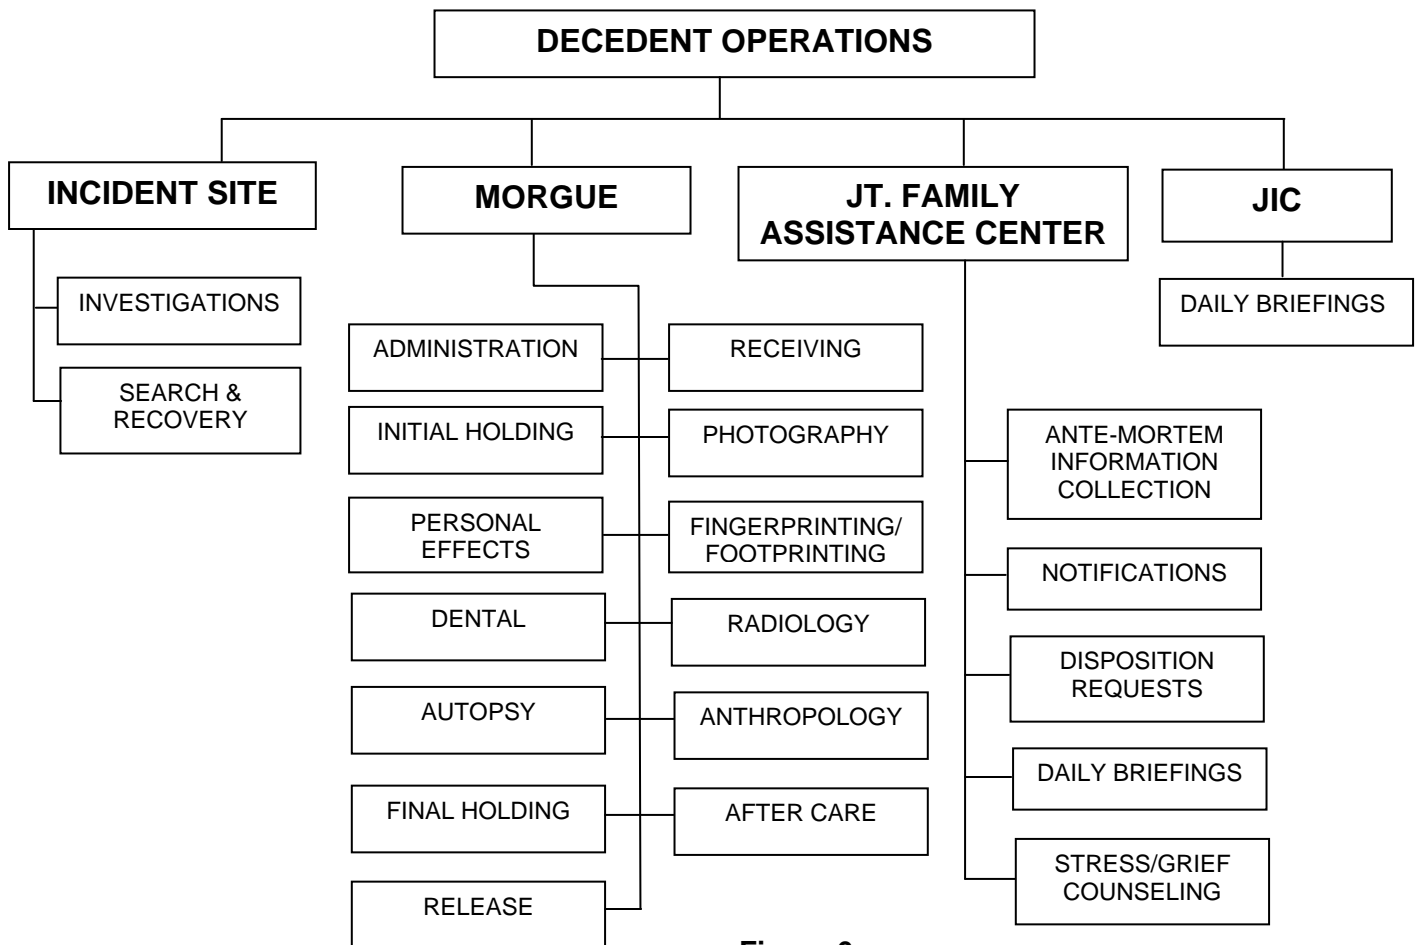 DECEDENT OPERATIONS
INCIDENT SITE
MORGUE
JT. FAMILY
ASSISTANCE CENTER
JIC
INVESTIGATIONS
SEARCH &
RECOVERY
ADMINISTRATION
RECEIVING
INITIAL HOLDING
PHOTOGRAPHY
PERSONAL
EFFECTS
FINGERPRINTING/
FOOTPRINTING
DENTAL
RADIOLOGY
AUTOPSY
ANTHROPOLOGY
FINAL HOLDING
AFTER CARE
RELEASE
ANTE-MORTEM
INFORMATION
COLLECTION
NOTIFICATIONS
DISPOSITION
REQUESTS
DAILY BRIEFINGS
STRESS/GRIEF
COUNSELING
DAILY BRIEFINGS